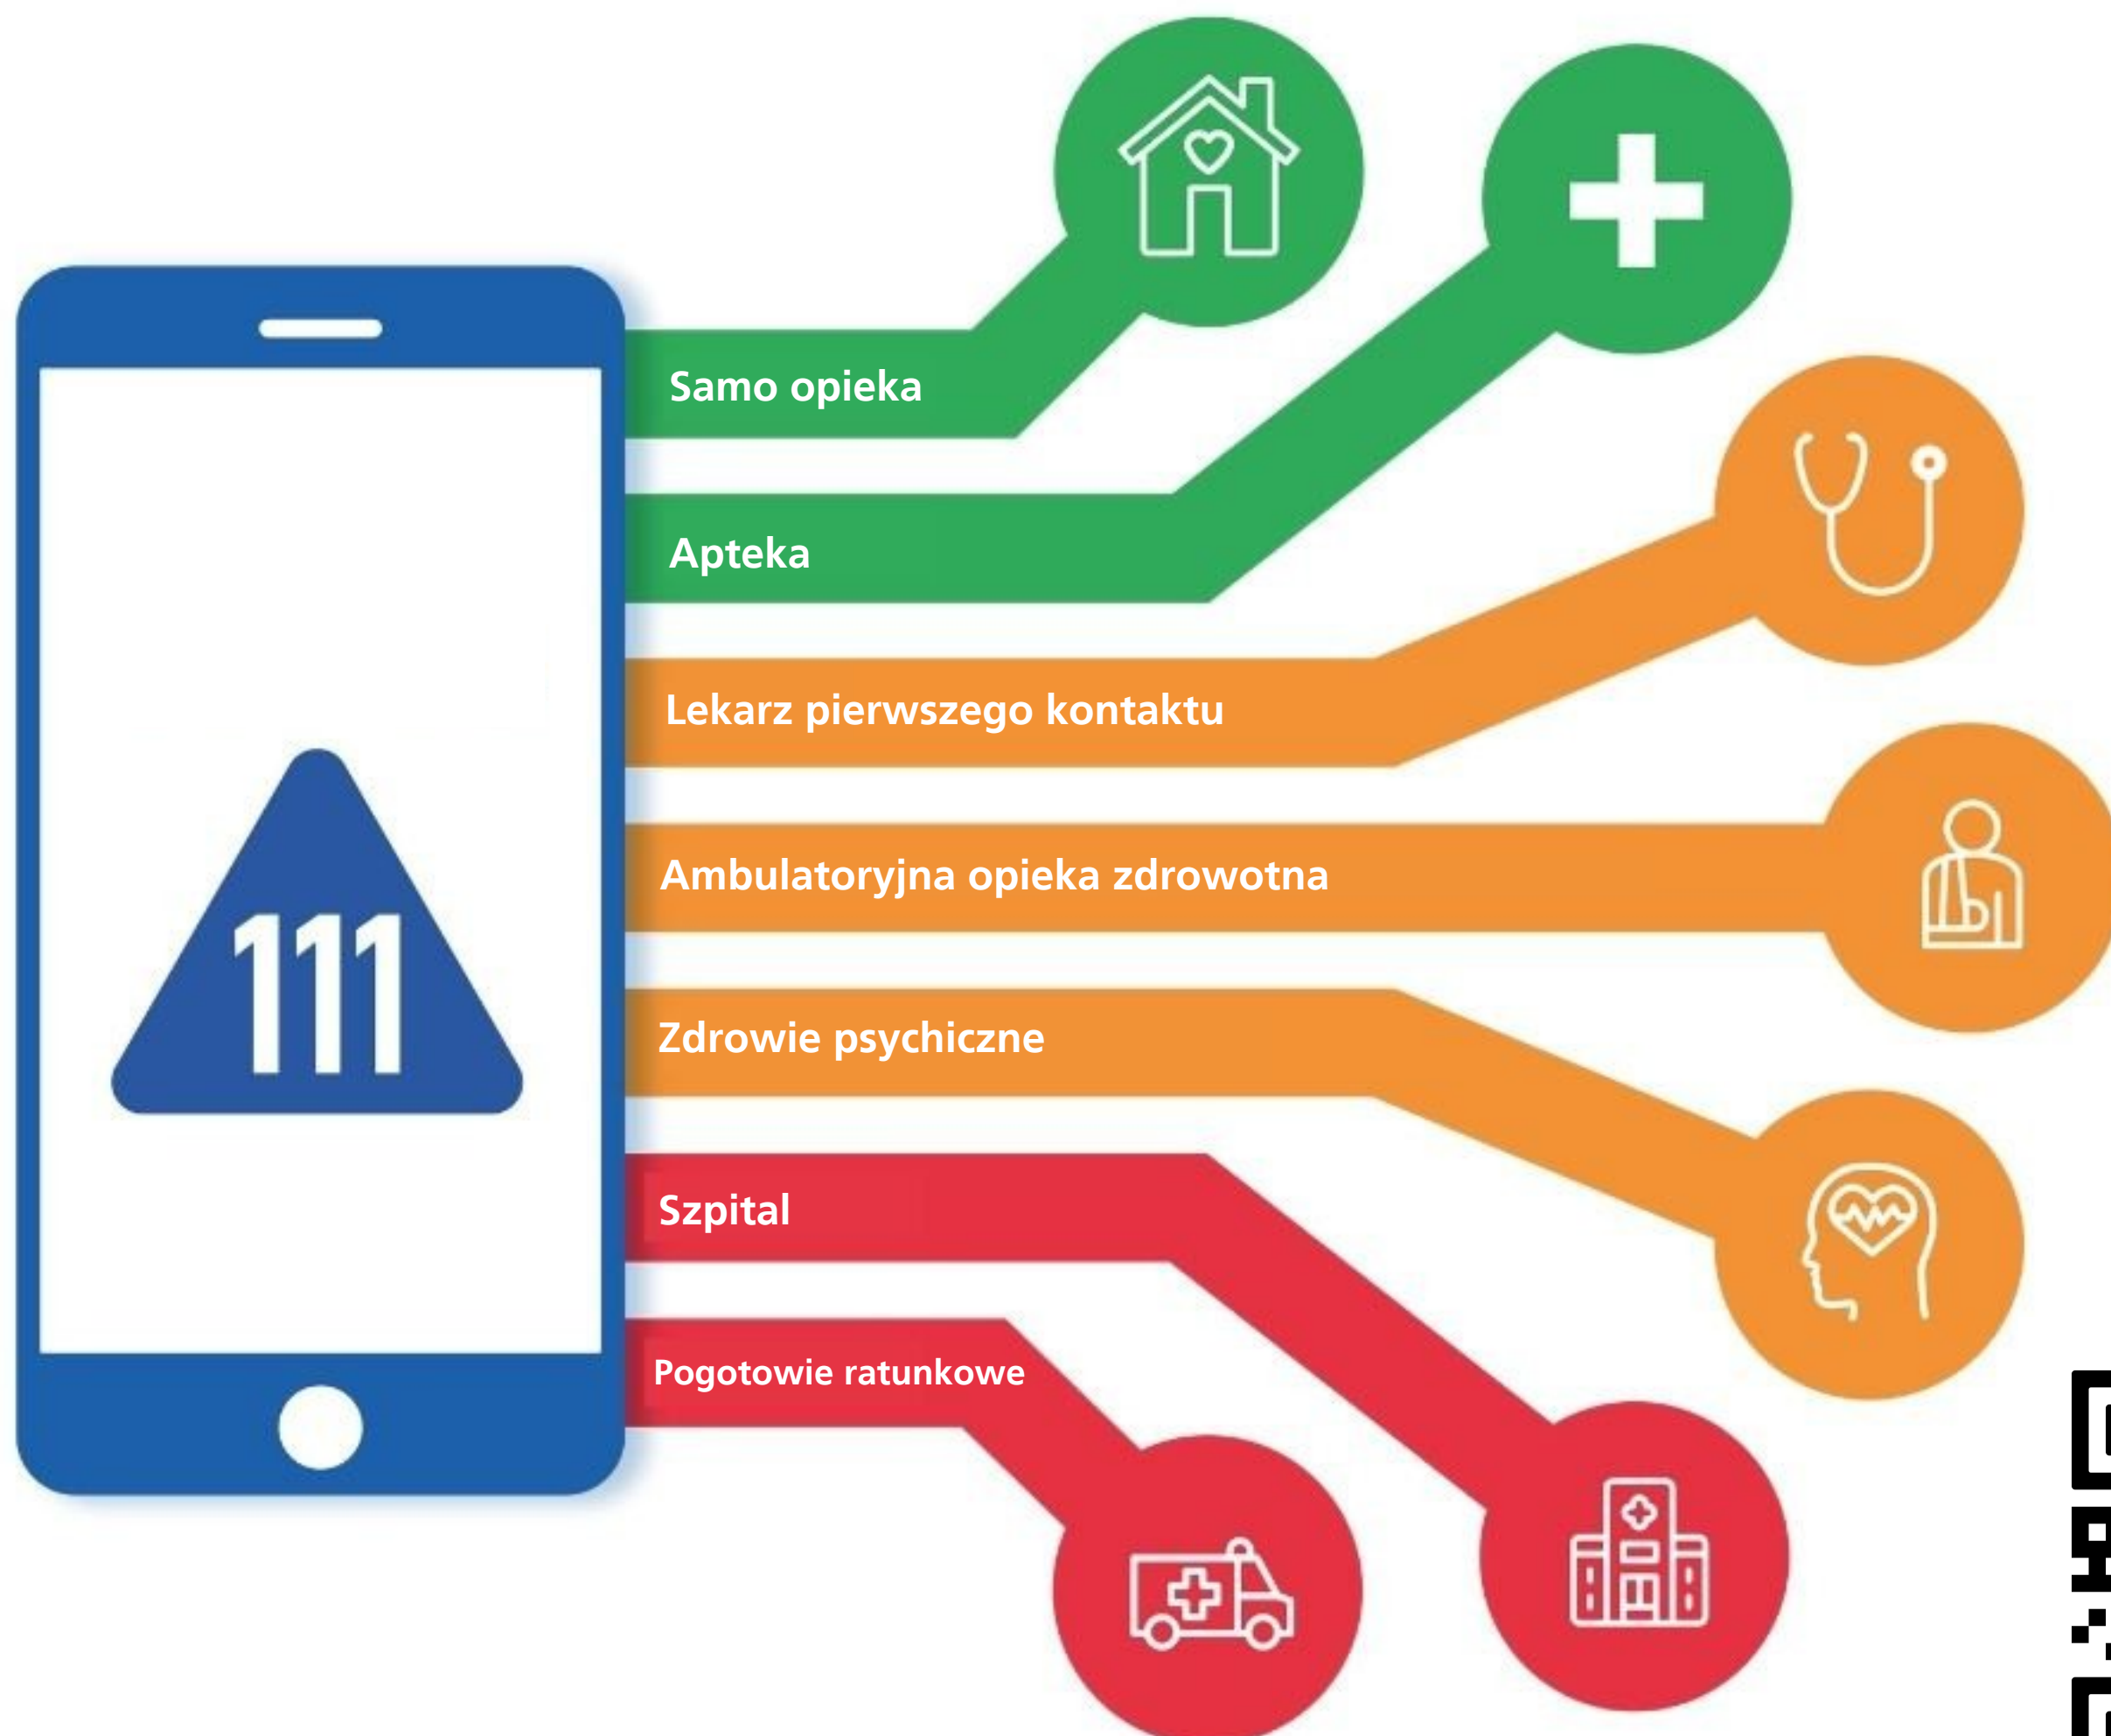 Samo opieka
Apteka
Lekarz pierwszego kontaktu
Ambulatoryjna opieka zdrowotna
111
Zdrowie psychiczne
Szpital
Pogotowie ratunkowe